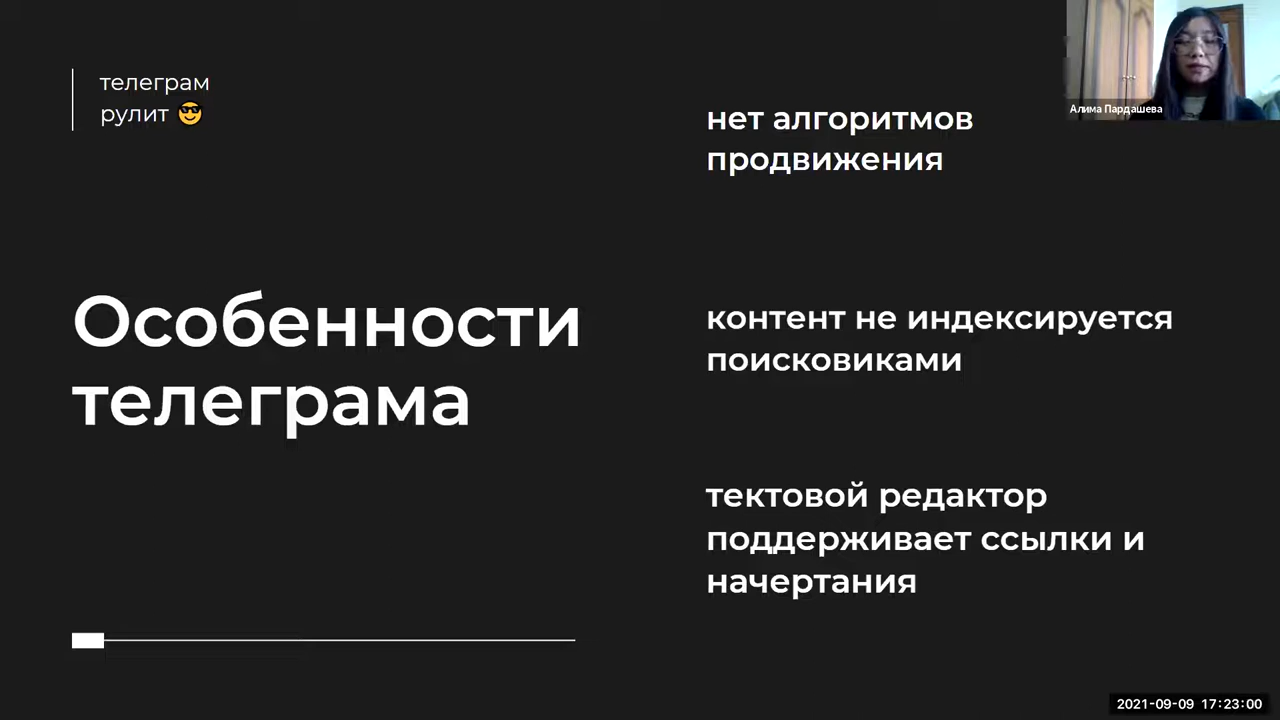 телеграм
рулит 😎
Особенности
телеграма
нет алгоритмов
продвижения
контент не индексируется
поисковиками
тектовой редактор
поддерживает ссылки и
начертания
Алима Пардашева
2021-09-09 17:23:00